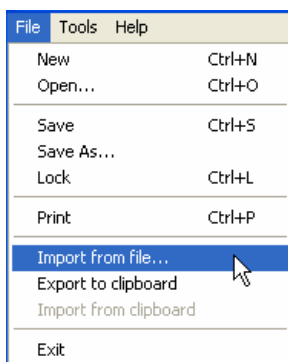 File Tools Help
New Ctrl+N
Open... Ctrl+O
Save Ctrl+S
Save As...
Lock Ctrl+L
Print Ctrl+P
Import from file...
Export to clipboard
Import from clipboard
Exit